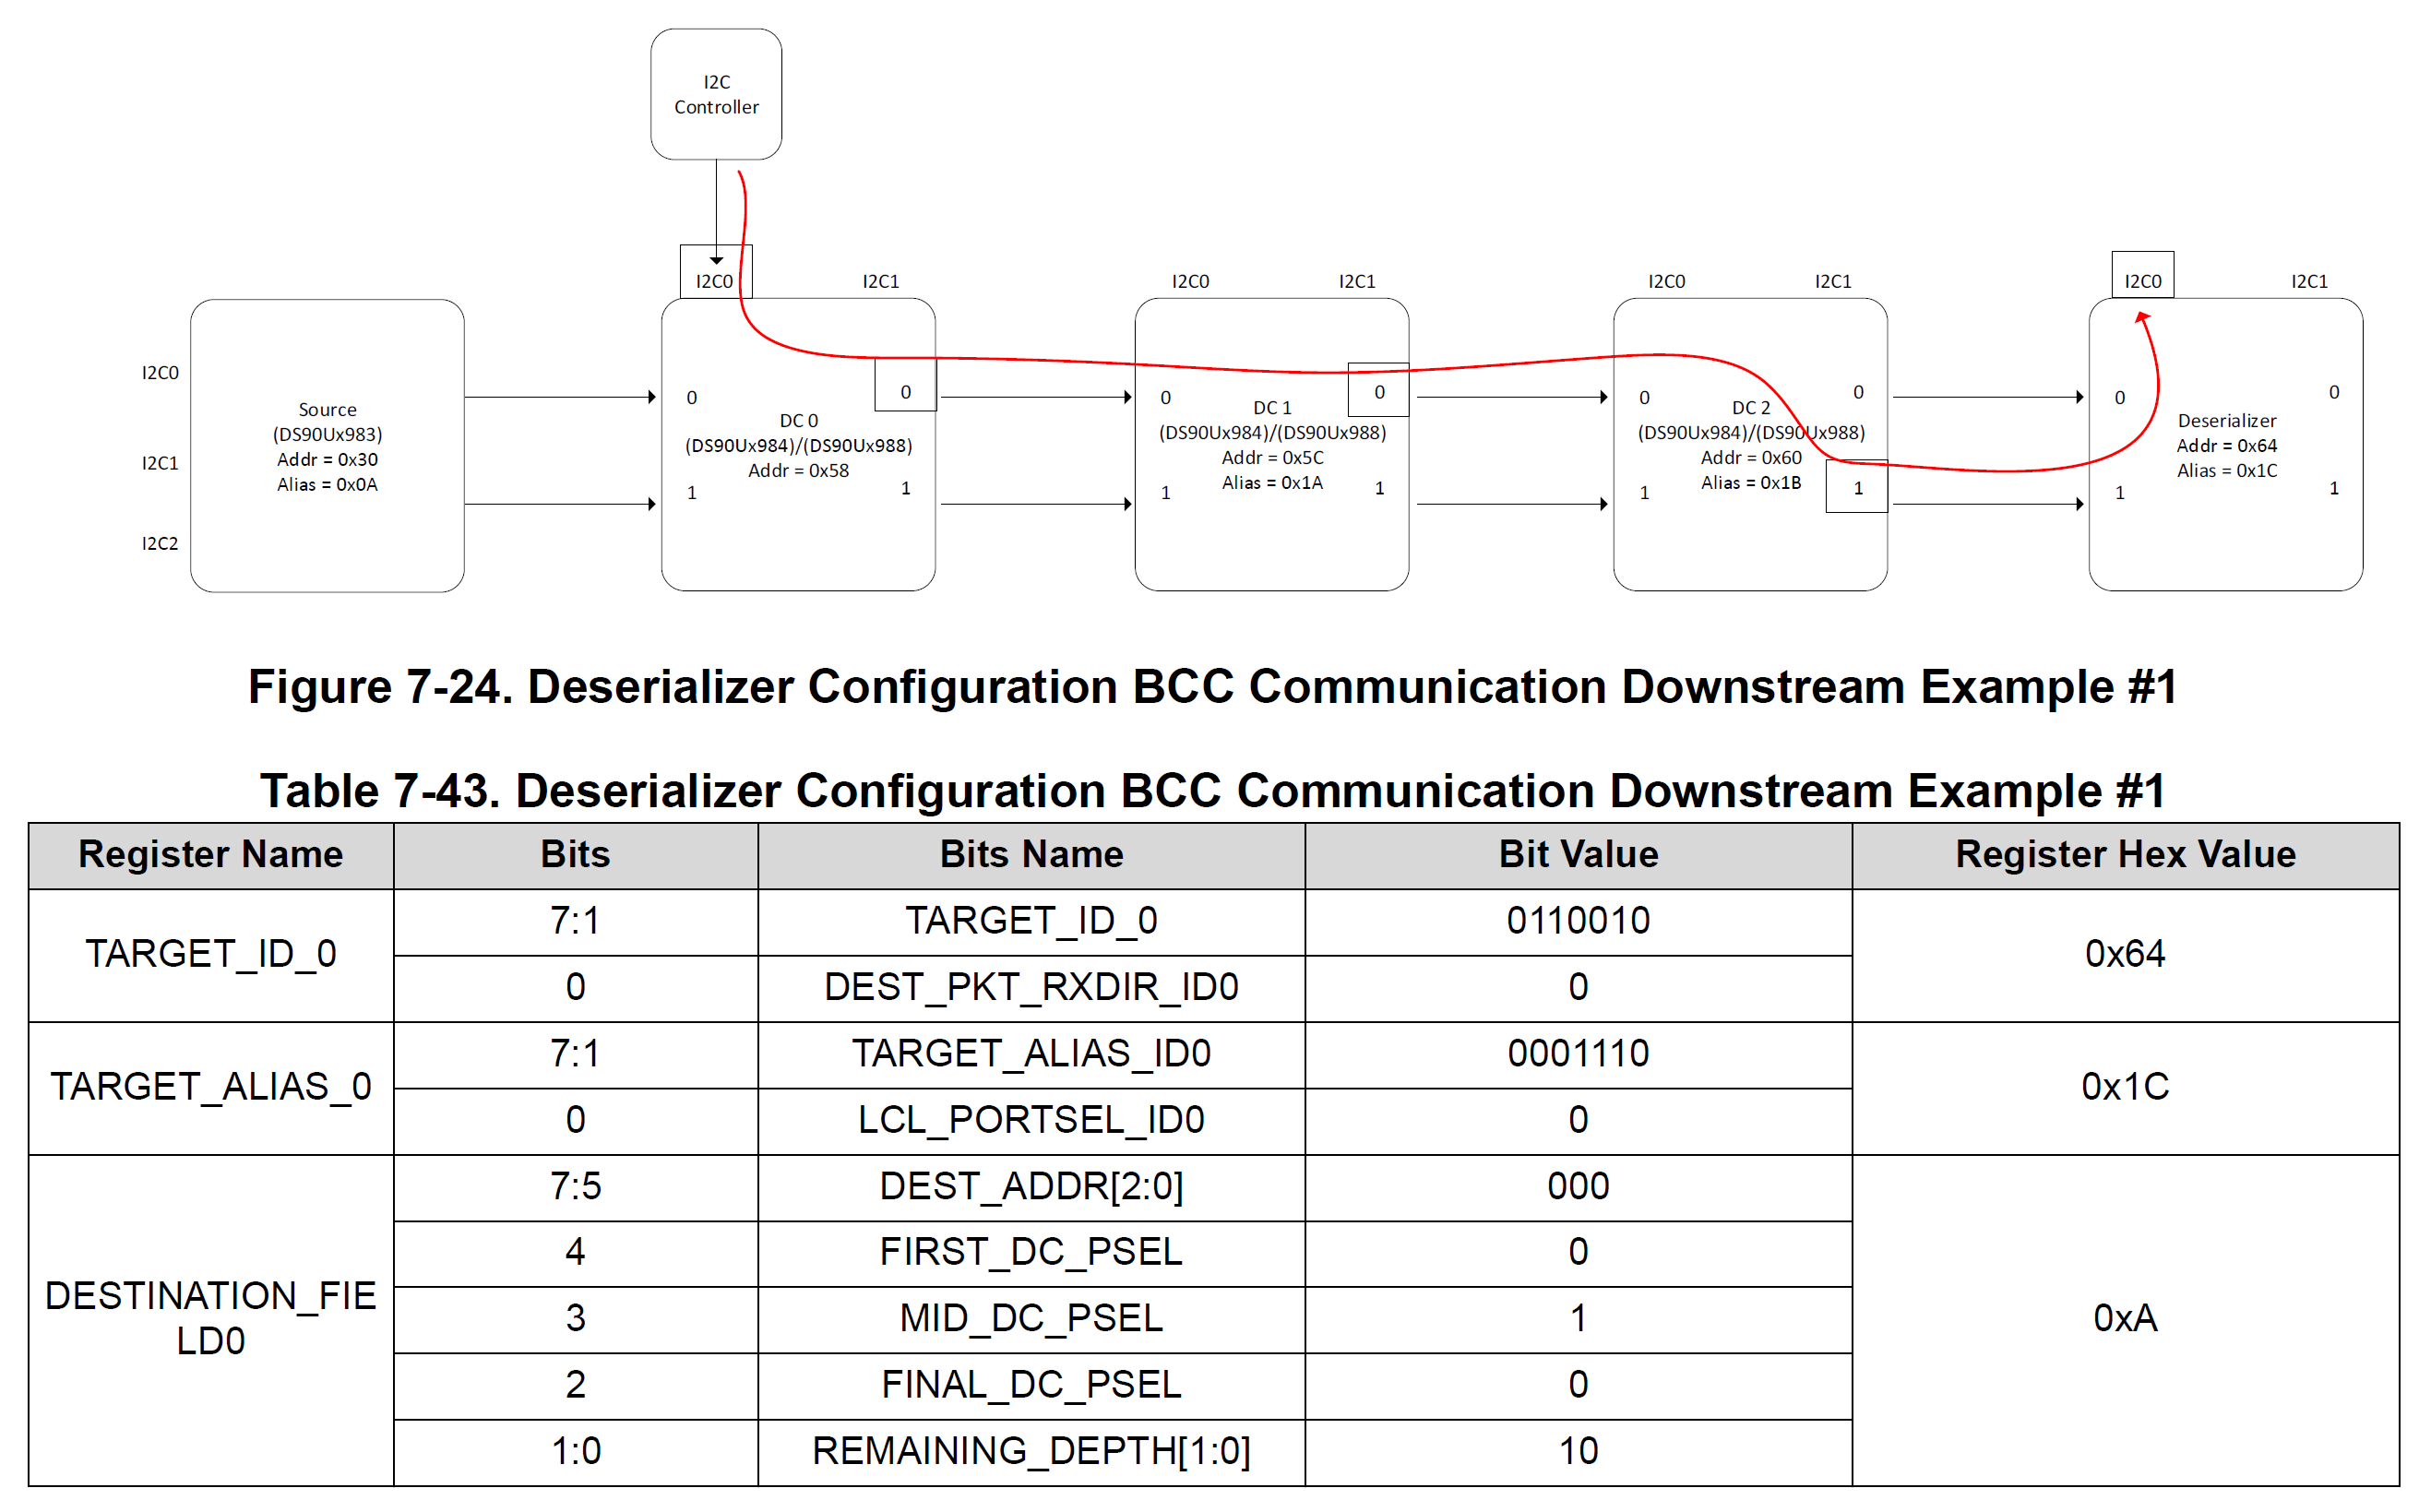 I2C
Controller
I2C0 I2C1 I2C0 I2C1 I2C0 I2C1 I2C0 I2C1
I2C0
I2C1
I2C2
Source
(DS90Ux983)
Addr = 0x30
Alias = 0x0A
0 0
DC 0
(DS90Ux984)/(DS90Ux988)
Addr = 0x58
1 1
0 0
DC 1
(DS90Ux984)/(DS90Ux988)
Addr = 0x5C
Alias = 0x1A
1 1
0 0
DC 2
(DS90Ux984)/(DS90Ux988)
Addr = 0x60
Alias = 0x1B
1 1
0 0
Deserializer
Addr = 0x64
Alias = 0x1C
1 1
Figure 7-24. Deserializer Configuration BCC Communication Downstream Example #1
Table 7-43. Deserializer Configuration BCC Communication Downstream Example #1
Register Name Bits Bits Name Bit Value Register Hex Value
TARGET_ID_0 7:1 TARGET_ID_0 0110010 0x64
0 DEST_PKT_RXDIR_ID0 0
TARGET_ALIAS_0 7:1 TARGET_ALIAS_ID0 0001110 0x1C
0 LCL_PORTSEL_ID0 0
DESTINATION_FIE
LD0
7:5 DEST_ADDR[2:0] 000 0xA
4 FIRST_DC_PSEL 0
3 MID_DC_PSEL 1
2 FINAL_DC_PSEL 0
1:0 REMAINING_DEPTH[1:0] 10